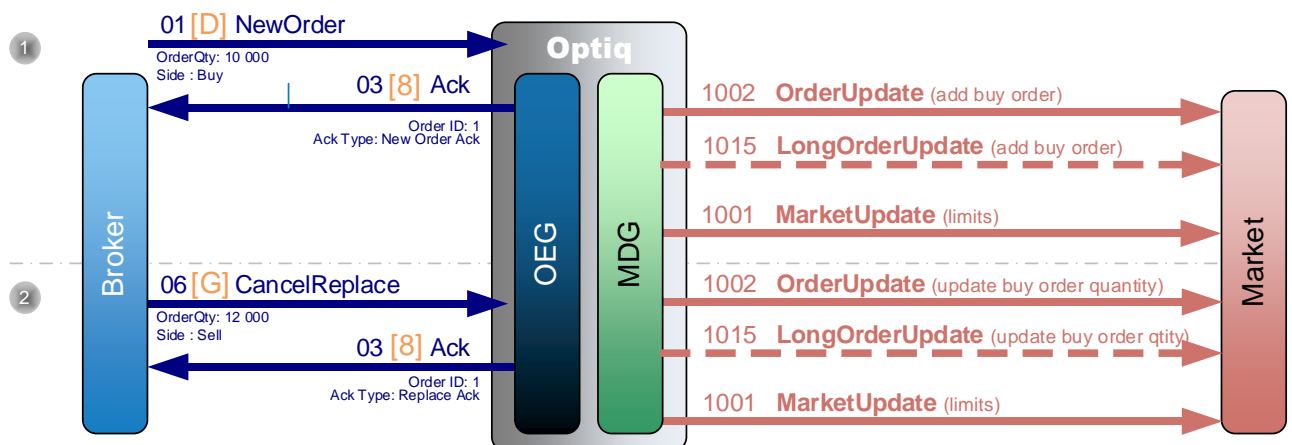 01 [D] NewOrder
1
OrderQty: 10 000
Side : Buy
Optiq
03 [8] Ack
Order ID: 1
Ack Type: New Order Ack
1002 OrderUpdate (add buy order)
1015 LongOrderUpdate (add buy order)
1001 MarketUpdate (limits)
Broker
OEG
MDG
Market
2
06 [G] CancelReplace
OrderQty: 12 000
Side : Sell
03 [8] Ack
Order ID: 1
Ack Type: Replace Ack
1002 OrderUpdate (update buy order quantity)
1015 LongOrderUpdate (update buy order qtity)
1001 MarketUpdate (limits)